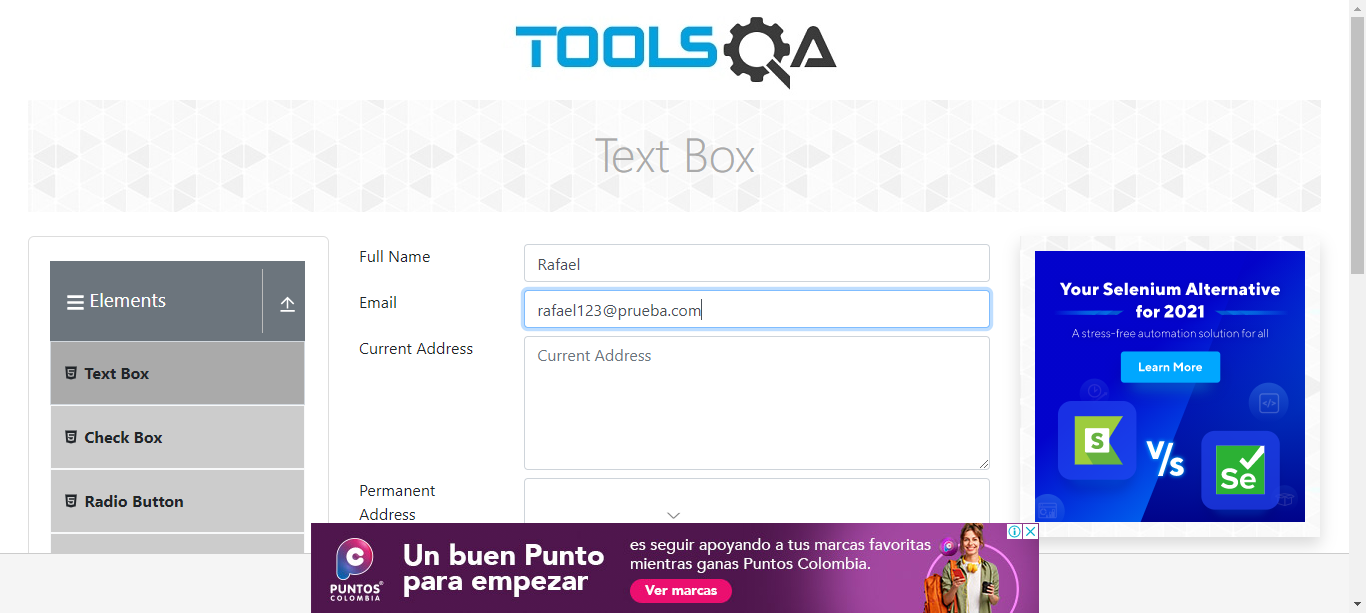 TOOLSQA
Text Box
Elements
Text Box
Check Box
Radio Button
Full Name
Rafael
Email
rafael123@prueba.com
Current Address
Current Address
Permanent
Address
Your Selenium Alternative
for 2021
A stress-free automation solution for all
Learn More
S
V/s
Se
PUNTOS
COLOMBIA
Un buen Punto
para empezar
es seguir apoyando a tus marcas favoritas
mientras ganas Puntos Colombia.
Ver marcas